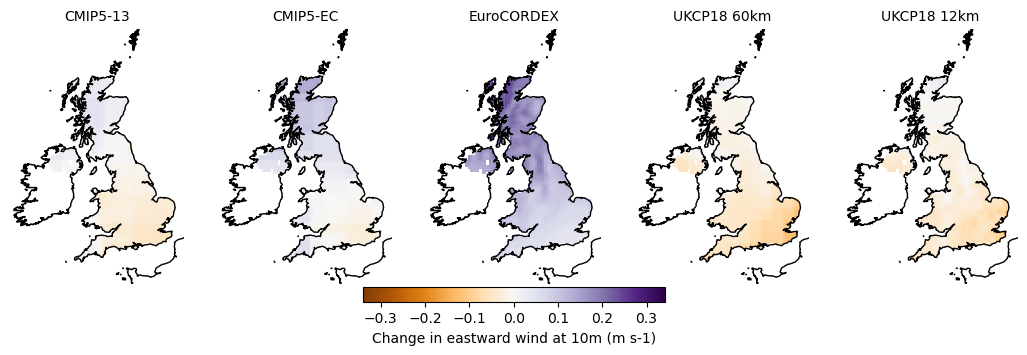 CMIP5-13 CMIP5-EC EuroCORDEX UKCP18 60km UKCP18 12km
−0.3 −0.2 −0.1 0.0 0.1 0.2 0.3
Change in eastward wind at 10m (m s-1)